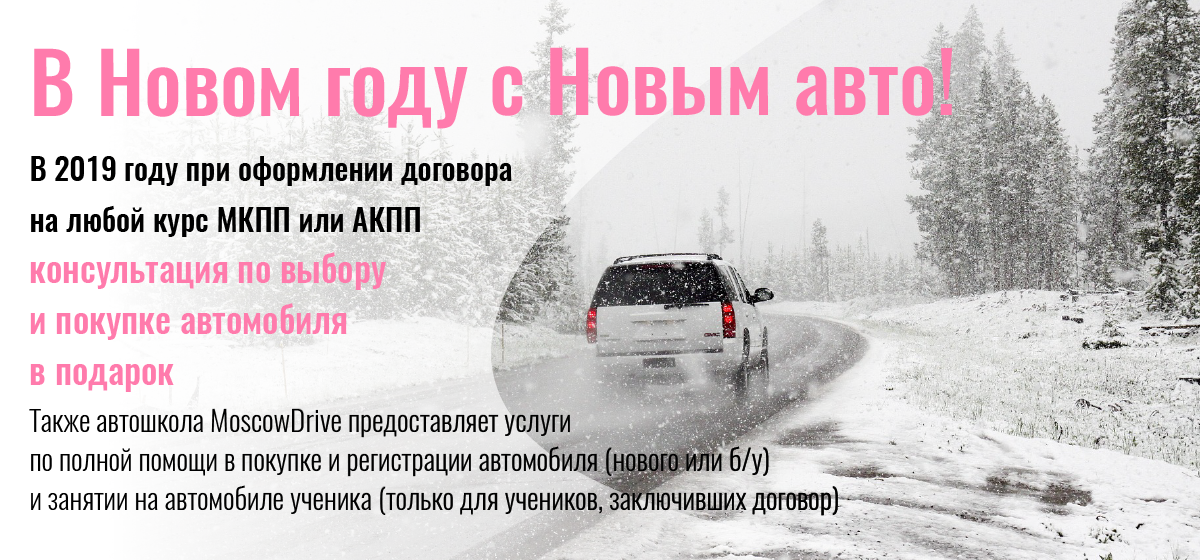 В Новом году с Новым авто!
В 2019 году при оформлении договора
на любой курс МКПП или АКПП
консультация по выбору
и покупке автомобиля
в подарок
Также автошкола MoscowDrive предоставляет услуги
по полной помощи в покупке и регистрации автомобиля (нового или б/у)
и занятии на автомобиле ученика (только для учеников, заключивших договор)
GMC